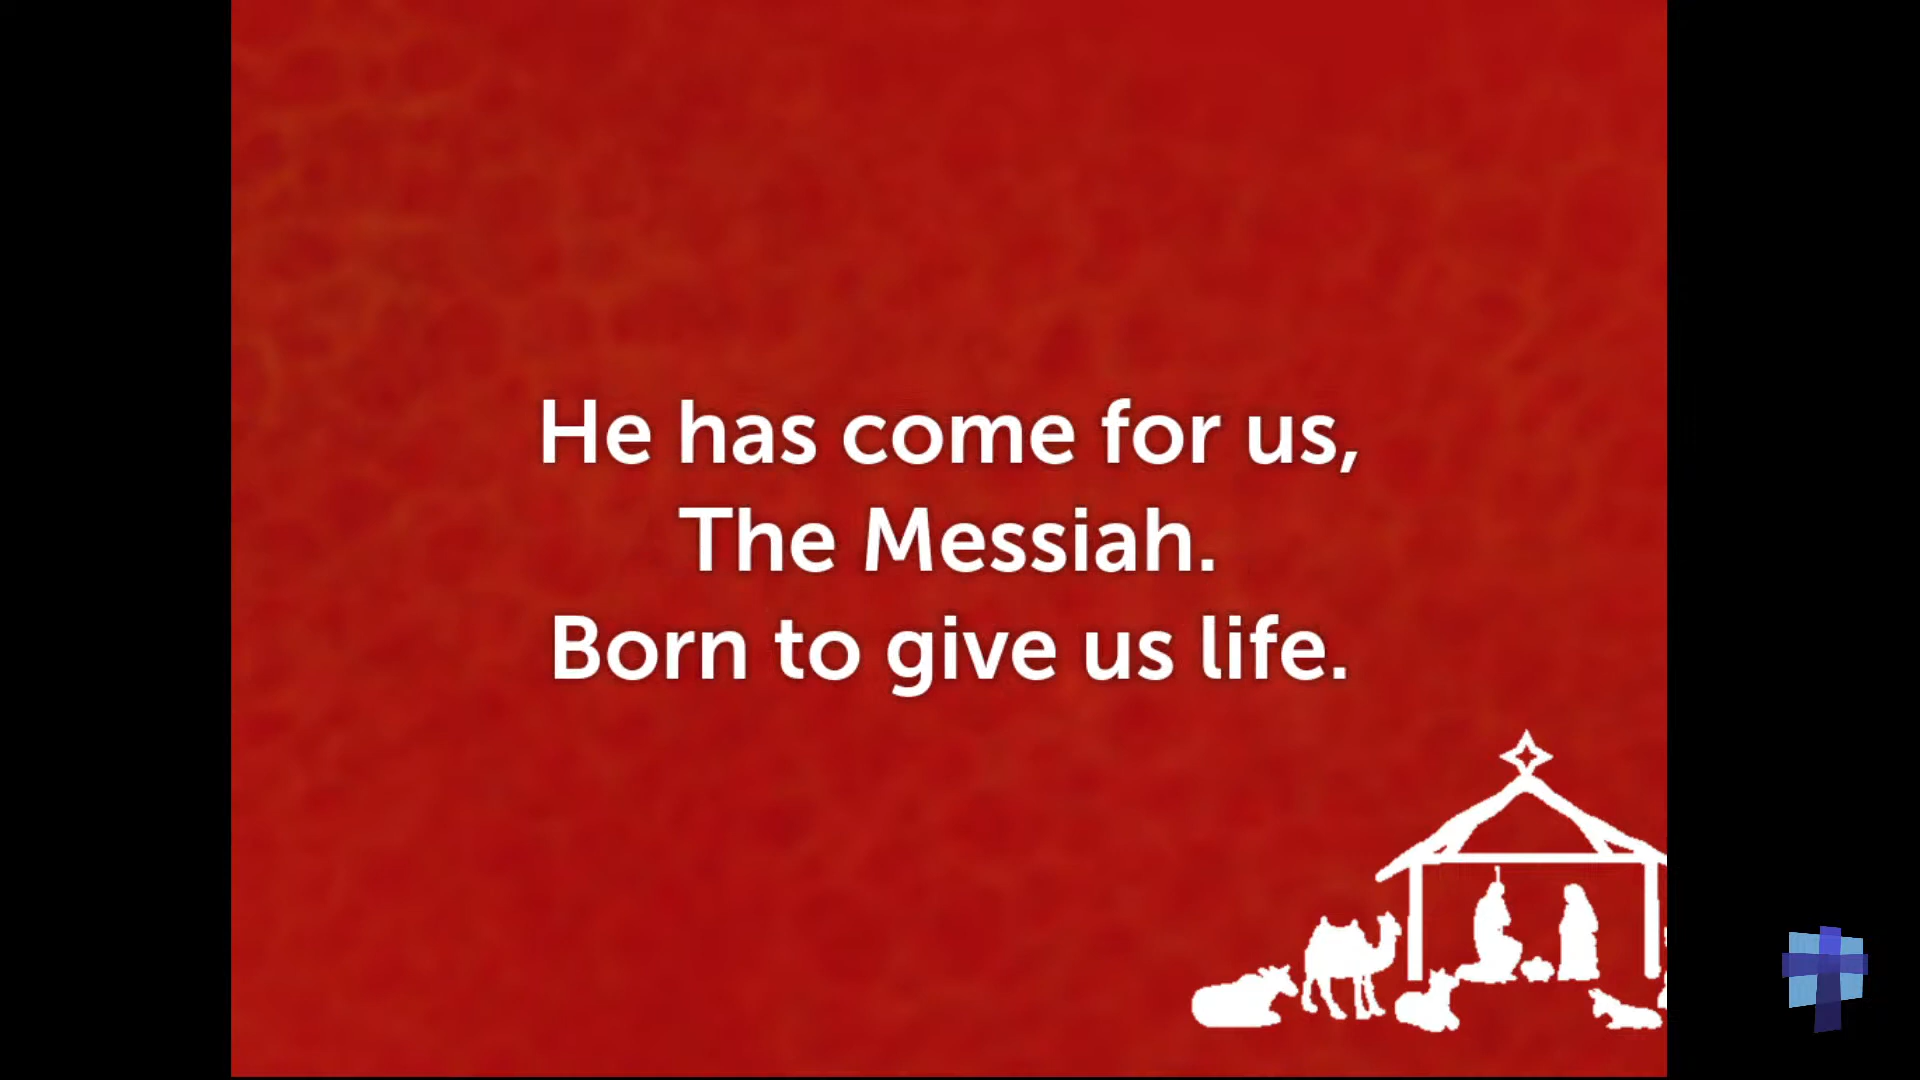 He has come for us,
The Messiah.
Born to give us life.